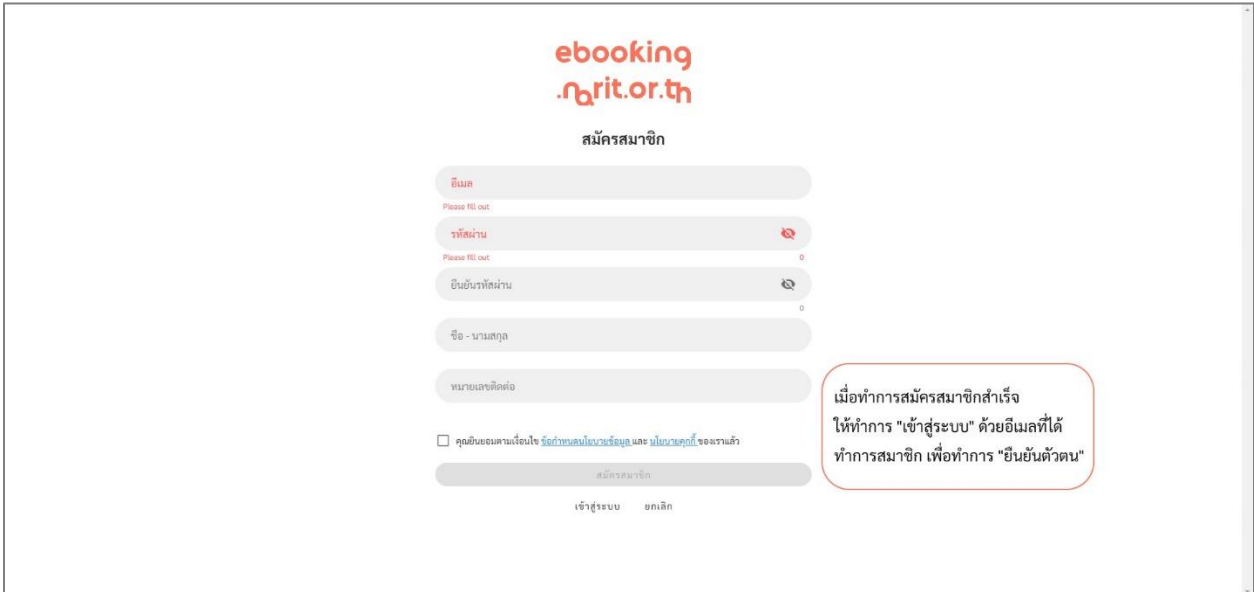 ebooking
.narit.or.th
สมัครสมาชิก
อีเมล
Please fill out
รหัสผ่าน
Please fill out 0
ยืนยันรหัสผ่าน
0
ชื่อ - นามสกุล
หมายเลขติดต่อ
คุณยินยอมตามเงื่อนไข ข้อกำหนดนโยบายข้อมูล และ นโยบายคุกกี้ ของเราแล้ว
สมัครสมาชิก
เข้าสู่ระบบ ยกเลิก
เมื่อทำการสมัครสมาชิกสำเร็จ
ให้ทำการ "เข้าสู่ระบบ" ด้วยอีเมลที่ได้
ทำการสมาชิก เพื่อทำการ "ยืนยันตัวตน"